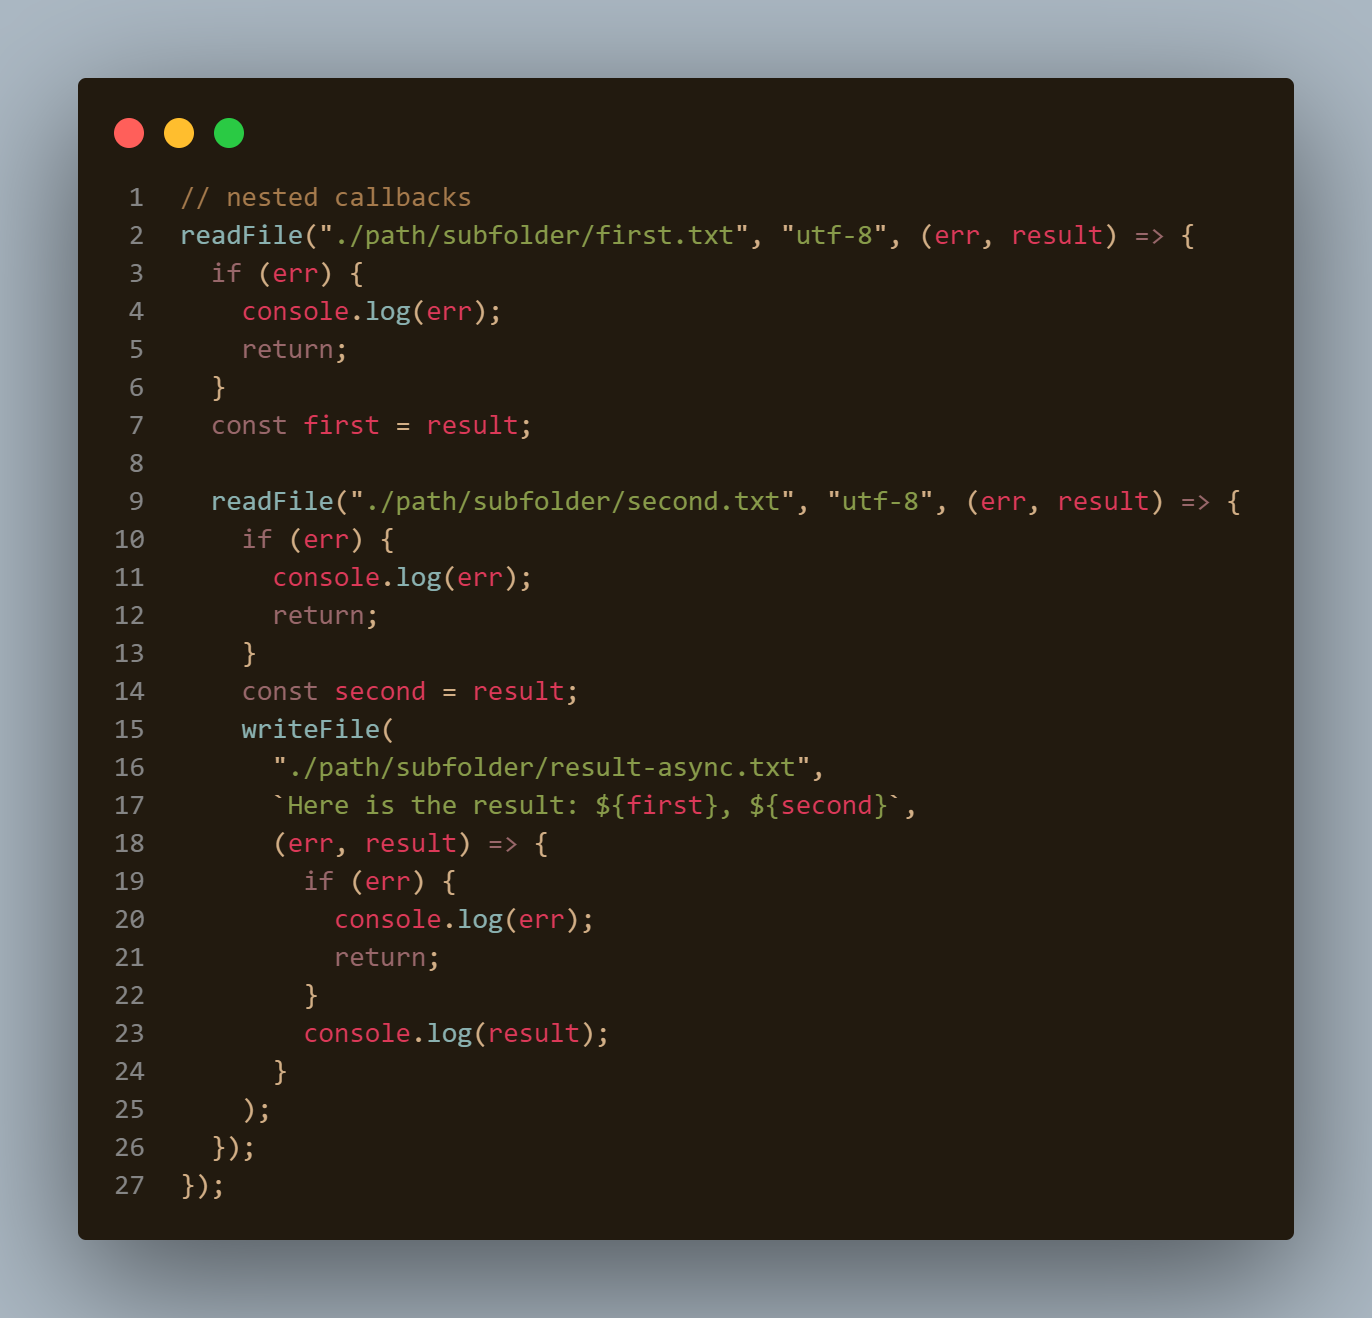 1 // nested callbacks
2 readFile("./path/subfolder/first.txt", "utf-8", (err, result) => {
3   if (err) {
4     console.log(err);
5     return;
6   }
7   const first = result;
8
9   readFile("./path/subfolder/second.txt", "utf-8", (err, result) => {
10     if (err) {
11       console.log(err);
12       return;
13     }
14     const second = result;
15     writeFile(
16       "./path/subfolder/result-async.txt",
17       `Here is the result: ${first}, ${second}`,
18       (err, result) => {
19         if (err) {
20           console.log(err);
21           return;
22         }
23         console.log(result);
24       }
25     );
26   });
27 });